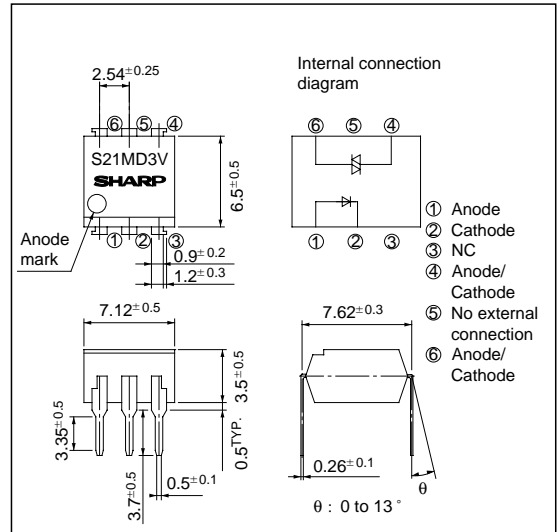 Internal connection
diagram
2.54±0.25
⑥ ⑤ ④
S21MD3V
SHARP
Anode
mark
① ② ③
0.9±0.2
1.2±0.3
6.5±0.5
⑥ ⑤ ④
① ② ③
① Anode
② Cathode
③ NC
④ Anode/
Cathode
⑤ No external
connection
⑥ Anode/
Cathode
7.12±0.5
3.5±0.5
0.5TYP.
3.35±0.5
3.7±0.5
0.5±0.1
7.62±0.3
0.26±0.1
θ
θ : 0 to 13 °